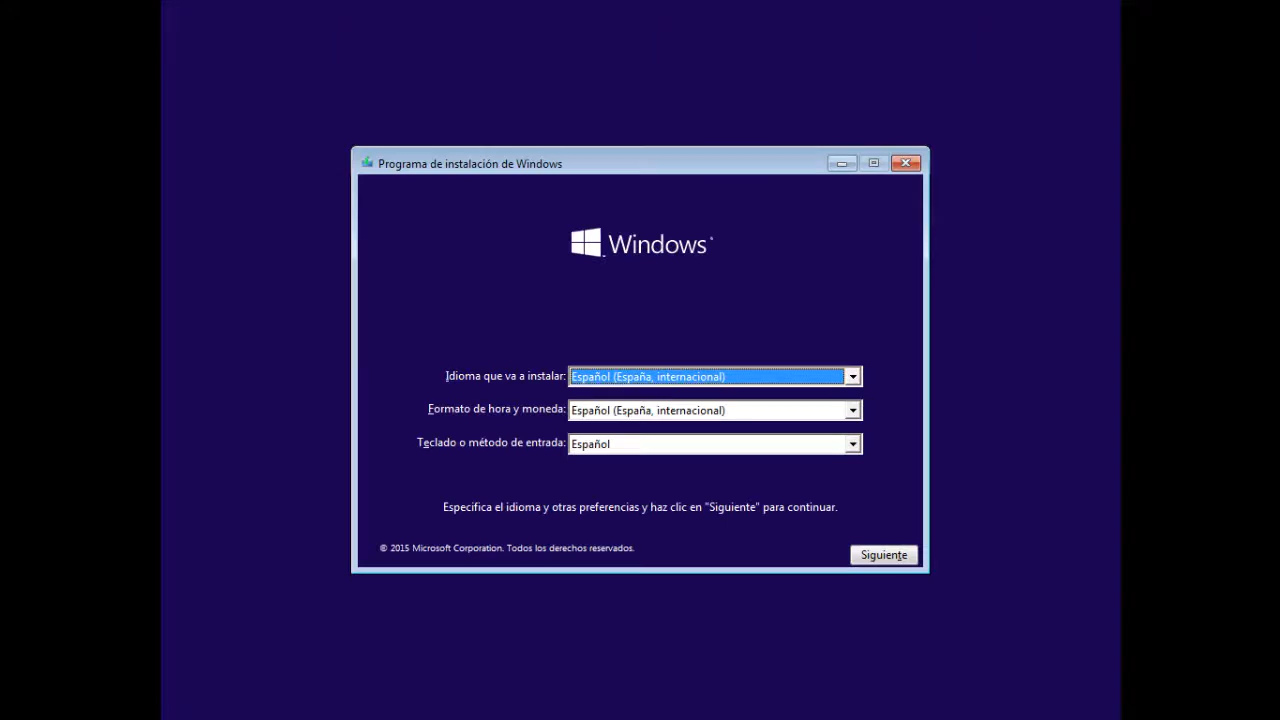 Programa de instalación de Windows
Windows
Idioma que va a instalar: Español (España, internacional)
Formato de hora y moneda: Español (España, internacional)
Teclado o método de entrada: Español
Especifica el idioma y otras preferencias y haz clic en "Siguiente" para continuar.
© 2015 Microsoft Corporation. Todos los derechos reservados.
Siguiente